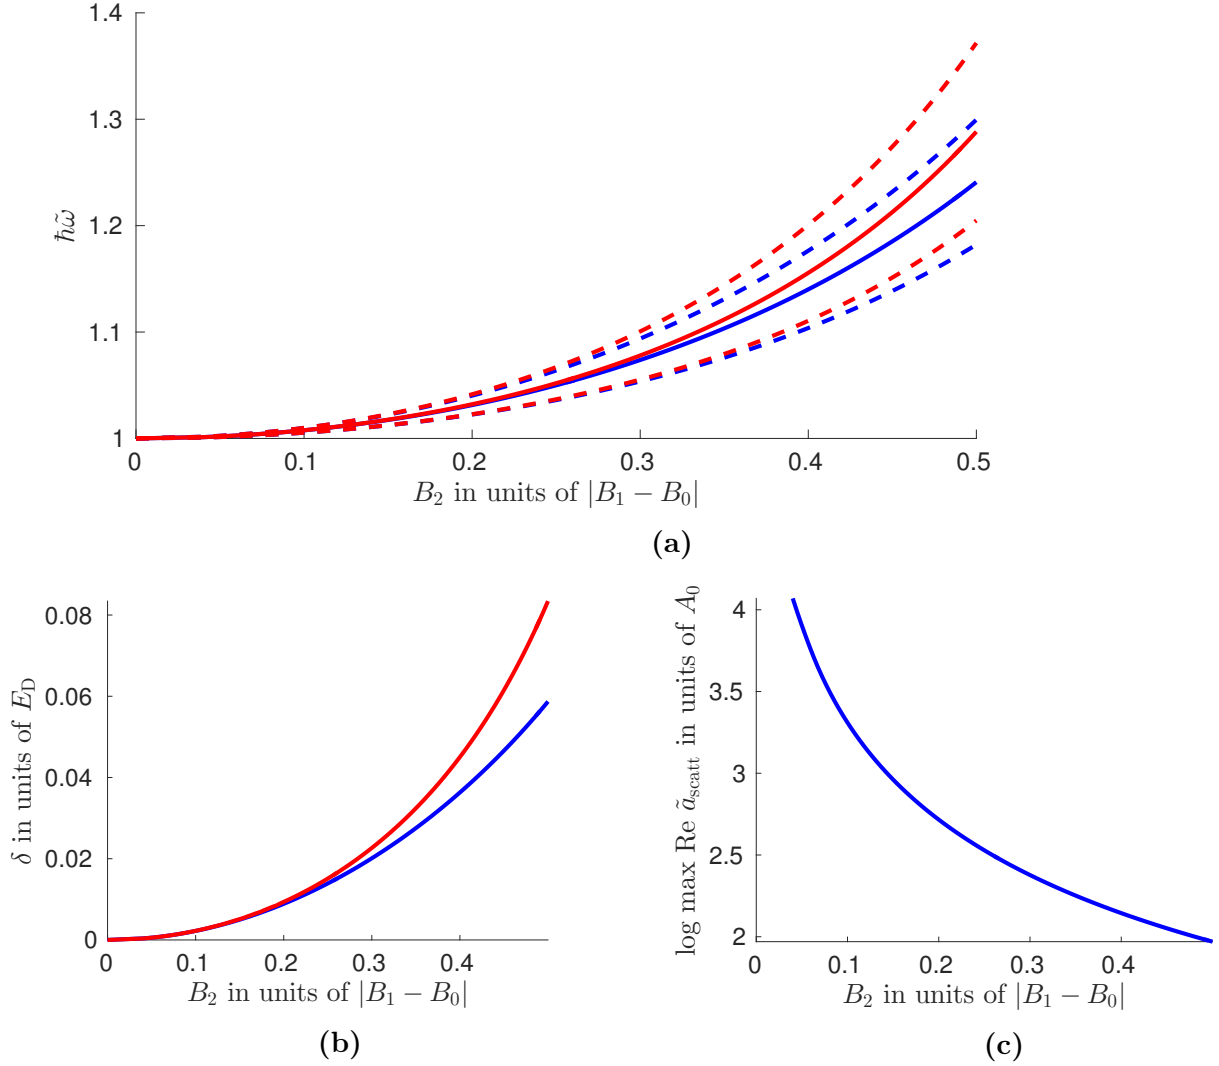 1.4
1.3
1.2
1.1
1
ℏω̃
0 0.1 0.2 0.3 0.4 0.5
B₂ in units of |B₁ − B₀|
(a)
0.08
0.06
0.04
0.02
0
δ in units of E_D
0 0.1 0.2 0.3 0.4
B₂ in units of |B₁ − B₀|
(b)
4
3.5
3
2.5
2
log max Re ã_scatt in units of A₀
0 0.1 0.2 0.3 0.4
B₂ in units of |B₁ − B₀|
(c)